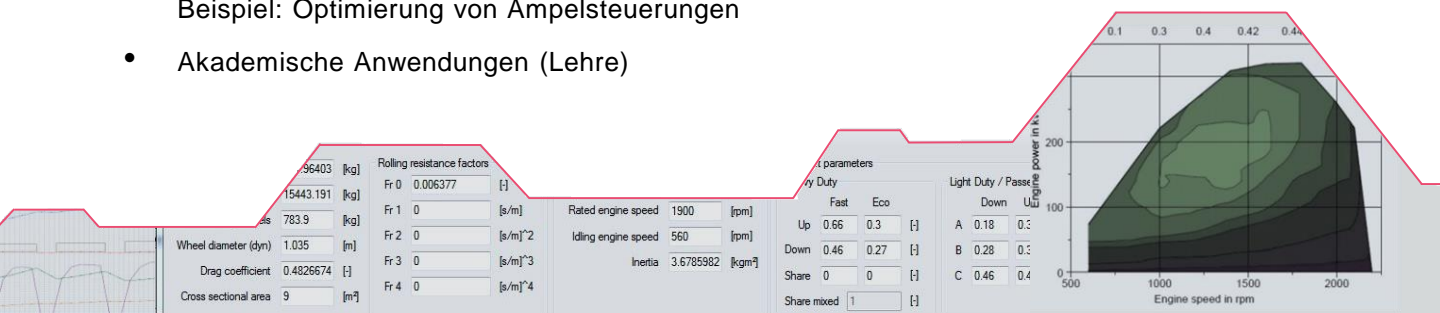 Beispiel: Optimierung von Ampelsteuerungen
• Akademische Anwendungen (Lehre)
0.1 0.3 0.4 0.42
Engine power in
200
100
0
500 1000 1500 2000
Engine speed in rpm
[kg]
15443.191 [kg]
783.9 [kg]
Wheel diameter (dyn) 1.035 [m]
Drag coefficient 0.4826674 [-]
Cross sectional area 9 [m²]
Rolling resistance factors
Fr 0 0.006377 [-]
Fr 1 0 [s/m]
Fr 2 0 [s/m]^2
Fr 3 0 [s/m]^3
Fr 4 0 [s/m]^4
Rated engine speed 1900 [rpm]
Idling engine speed 560 [rpm]
Inertia 3.6785982 [kgm²]
parameters
Duty
Fast Eco
Up 0.66 0.3 [-]
Down 0.46 0.27 [-]
Share 0 0 [-]
Share mixed 1 [-]
Light Duty /
Down
A 0.18
B 0.28
C 0.46